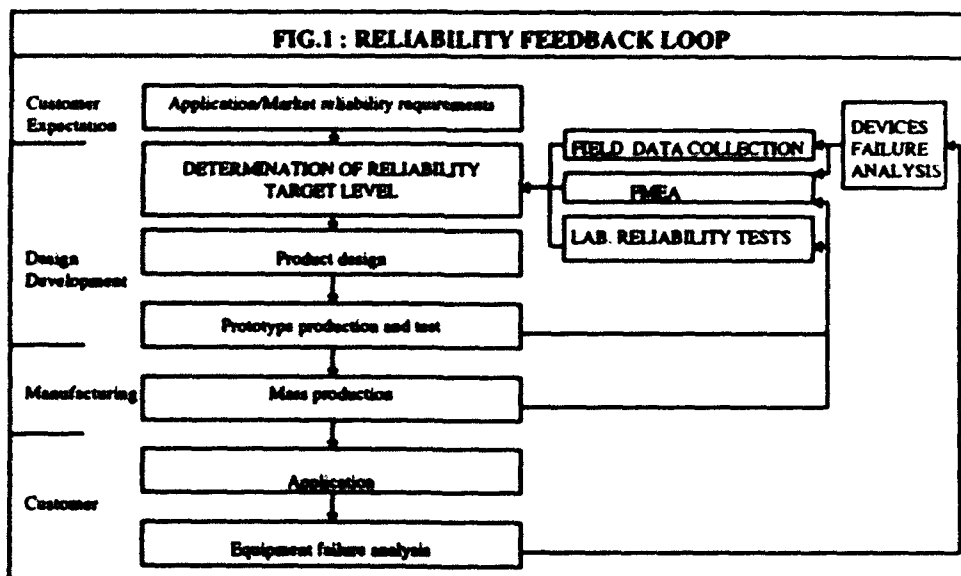 FIG.1 : RELIABILITY FEEDBACK LOOP
Customer
Expectation
Application/Market reliability requirements
DETERMINATION OF RELIABILITY
TARGET LEVEL
FIELD DATA COLLECTION
FMEA
LAB. RELIABILITY TESTS
DEVICES
FAILURE
ANALYSIS
Design
Development
Product design
Prototype production and test
Manufacturing
Mass production
Customer
Application
Equipment failure analysis